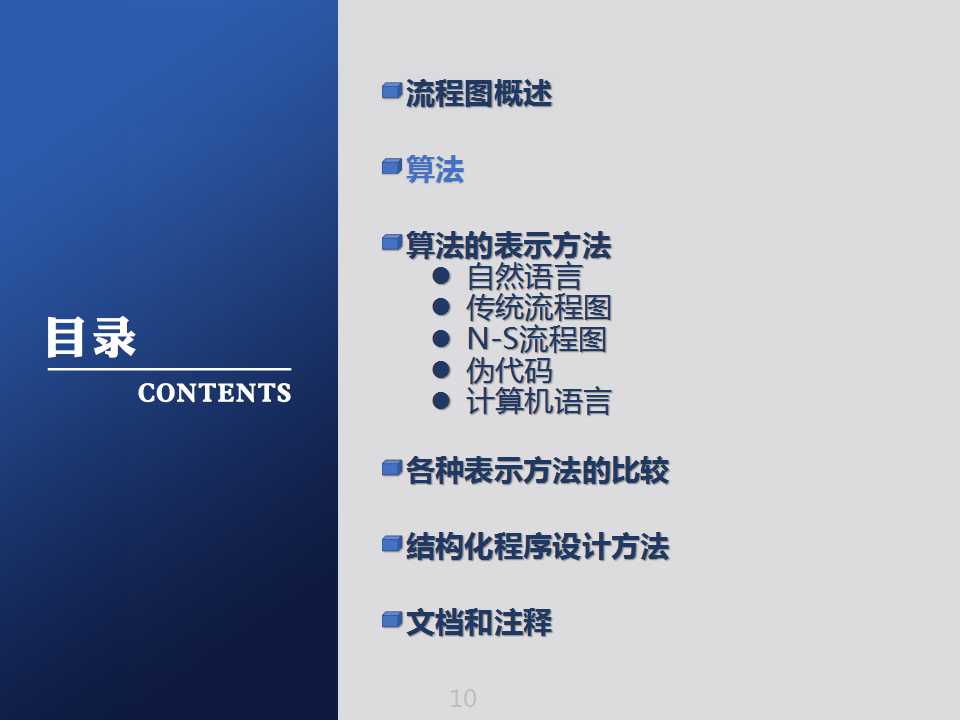 目录
CONTENTS
流程图概述
算法
算法的表示方法
自然语言
传统流程图
N-S流程图
伪代码
计算机语言
各种表示方法的比较
结构化程序设计方法
文档和注释
10